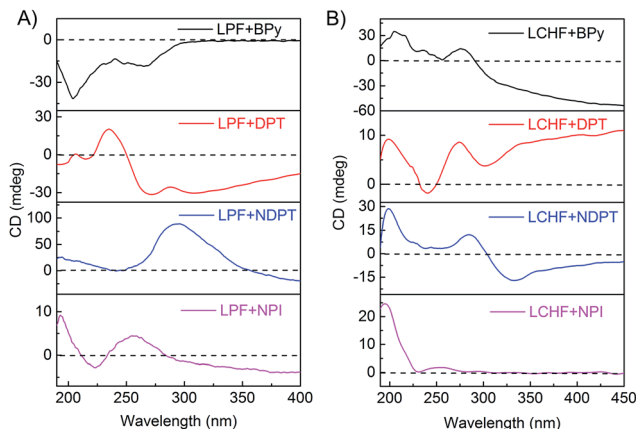 A)
LPF+BPy
0
-30
-60
LPF+DPT
30
0
-30
LPF+NDPT
100
50
0
LPF+NPI
10
0
200 250 300 350 400
Wavelength (nm)
CD (mdeg)
B)
LCHF+BPy
30
0
-30
-60
LCHF+DPT
10
0
LCHF+NDPT
30
15
0
-15
LCHF+NPI
20
10
0
200 250 300 350 400 450
Wavelength (nm)
CD (mdeg)